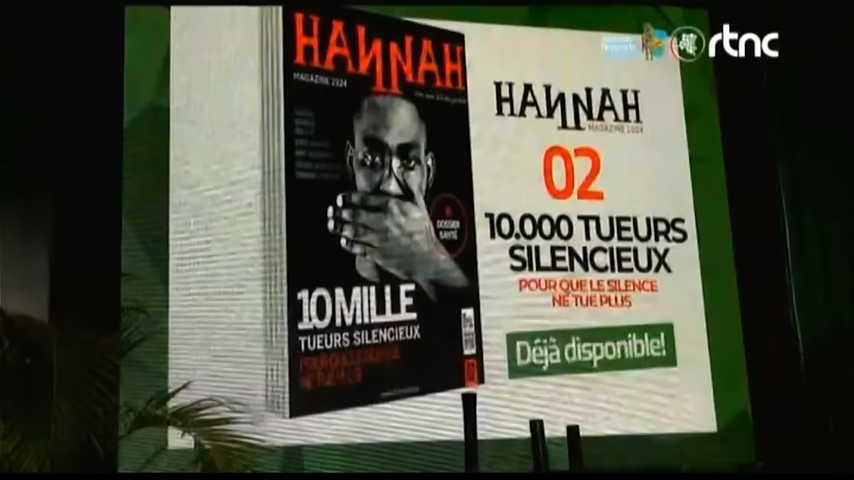 rtnc
HANNAH
MAGAZINE 2024
DOSSIER
SANTÉ
10 MILLE
TUEURS SILENCIEUX
HANNAH
MAGAZINE 2024
02
10.000 TUEURS
SILENCIEUX
POUR QUE LE SILENCE
NE TUE PLUS
Déjà disponible!